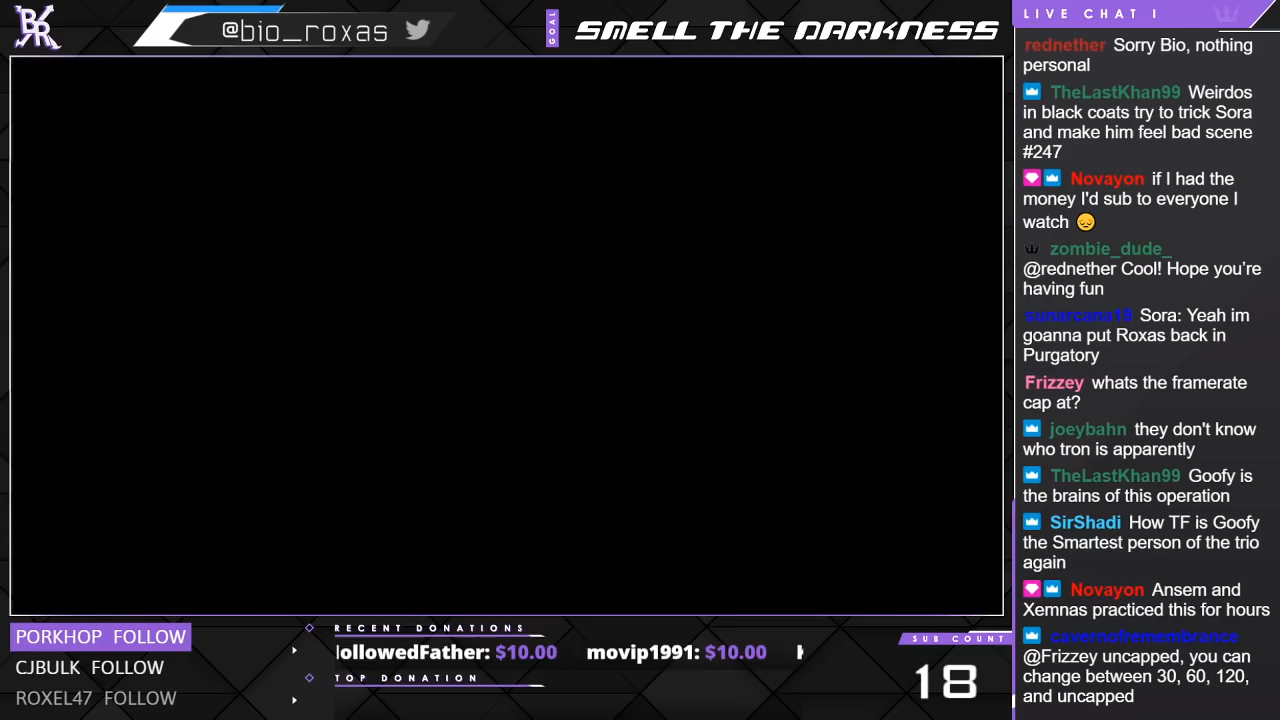 BR
@bio_roxas
GOAL
SMELL THE DARKNESS
LIVE CHAT
rednether Sorry Bio, nothing
personal
TheLastKhan99 Weirdos
in black coats try to trick Sora
and make him feel bad scene
#247
Novayon if I had the
money I'd sub to everyone I
watch
zombie_dude_
@rednether Cool! Hope you're
having fun
sunarcana19 Sora: Yeah im
goanna put Roxas back in
Purgatory
Frizzey whats the framerate
cap at?
joeybahn they don't know
who tron is apparently
TheLastKhan99 Goofy is
the brains of this operation
SirShadi How TF is Goofy
the Smartest person of the trio
again
Novayon Ansem and
Xemnas practiced this for hours
cavernofremembrance
@Frizzey uncapped, you can
change between 30, 60, 120,
and uncapped
PORKHOP FOLLOW
CJBULK FOLLOW
ROXEL47 FOLLOW
RECENT DONATIONS
ollowedFather: $10.00 movip1991: $10.00
TOP DONATION
SUB COUNT
18